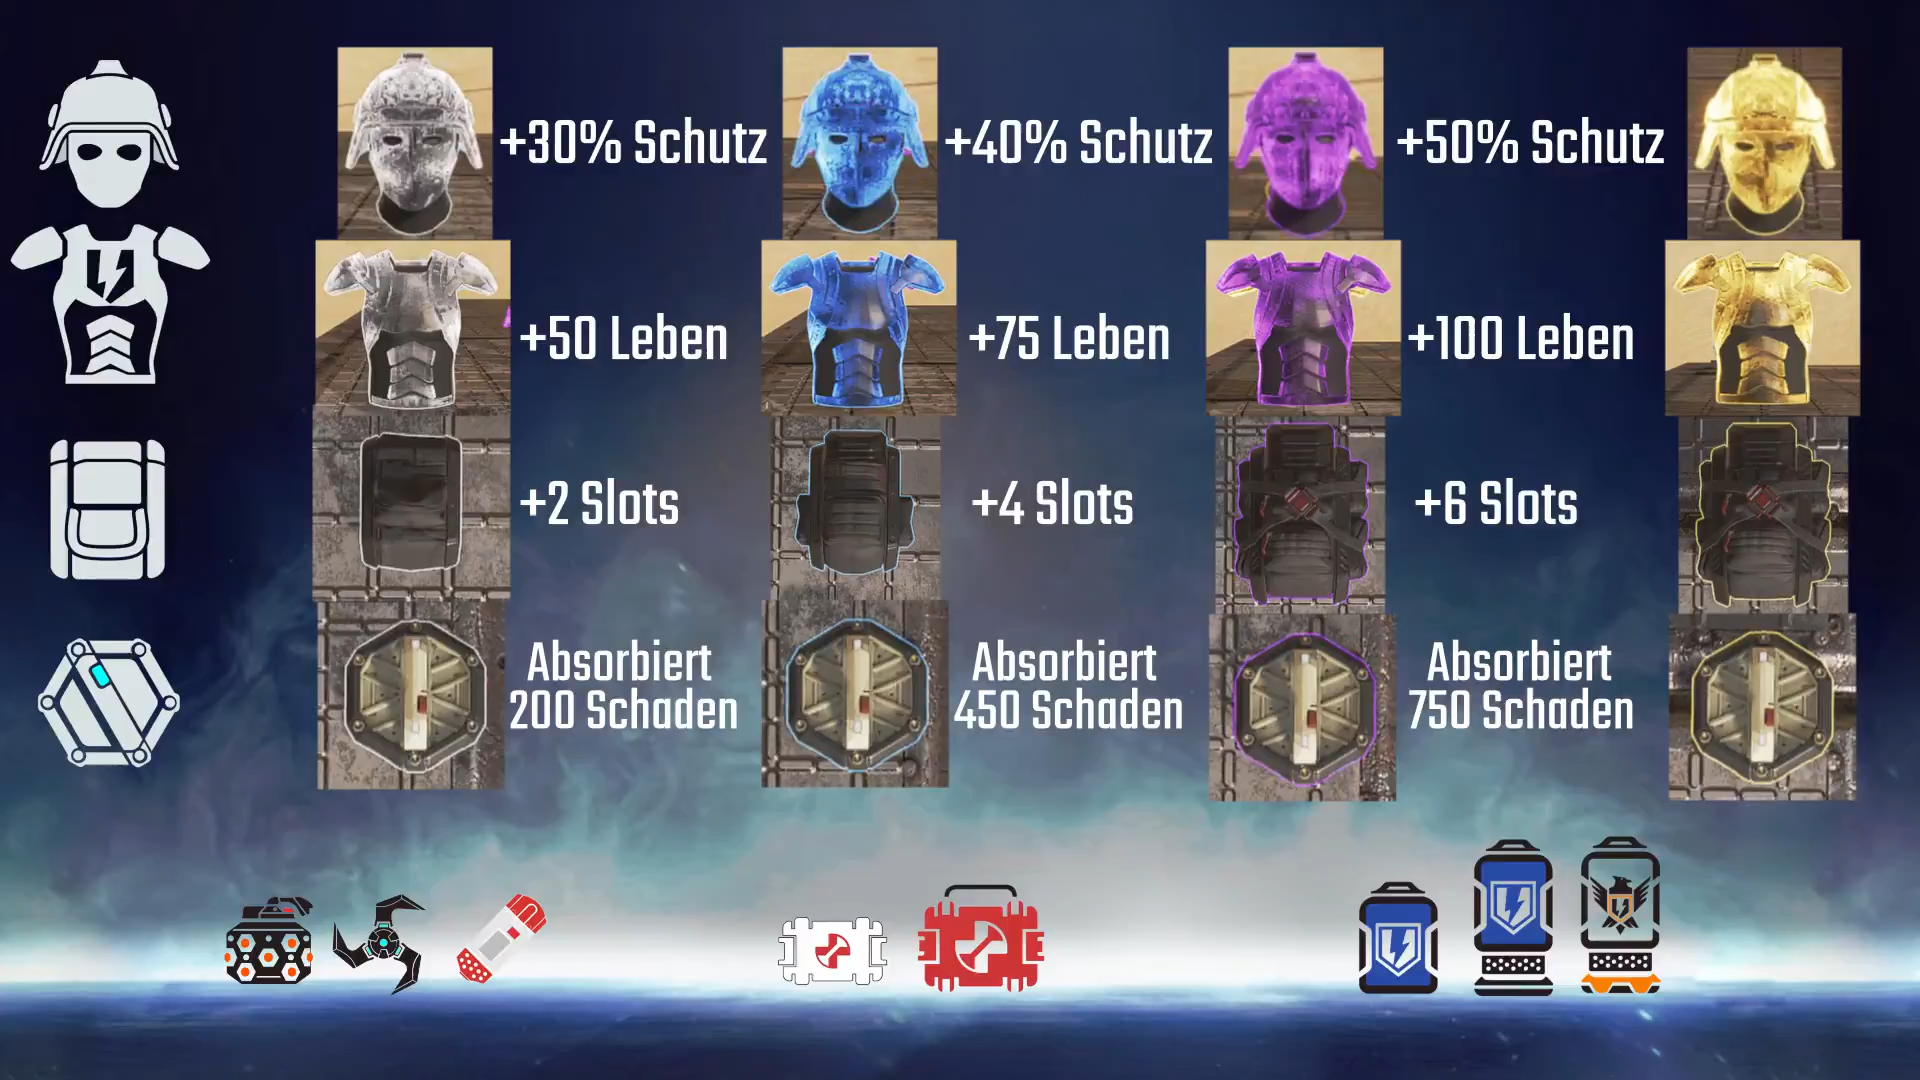 +30% Schutz
+40% Schutz
+50% Schutz
+50 Leben
+75 Leben
+100 Leben
+2 Slots
+4 Slots
+6 Slots
Absorbiert
200 Schaden
Absorbiert
450 Schaden
Absorbiert
750 Schaden